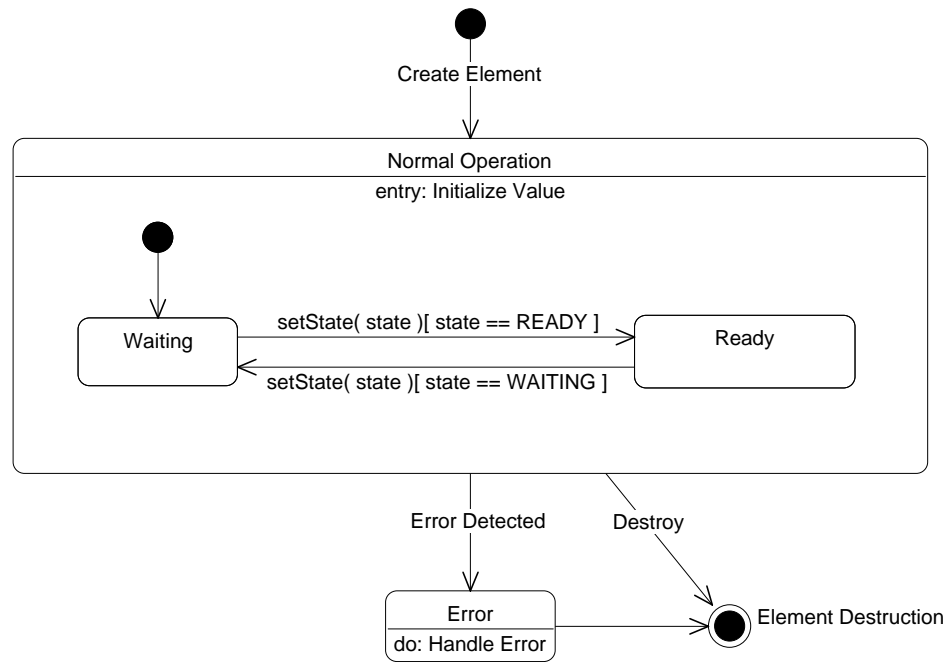 Create Element
Normal Operation
entry: Initialize Value
setState( state )[ state == READY ]
Waiting
Ready
setState( state )[ state == WAITING ]
Error Detected
Destroy
Error
Element Destruction
do: Handle Error